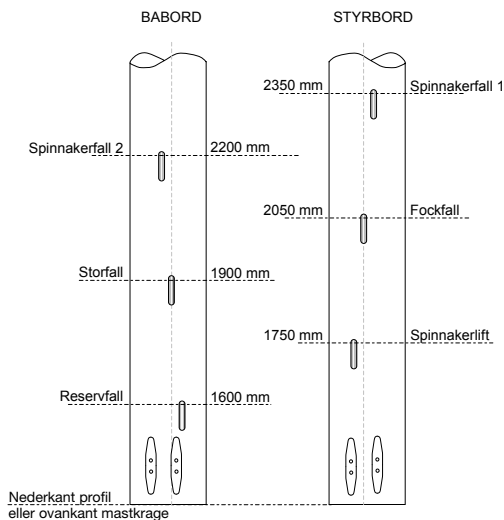 BABORD
STYRBORD
2350 mm
Spinnakerfall 1
Spinnakerfall 2
2200 mm
2050 mm
Fockfall
Storfall
1900 mm
1750 mm
Spinnakerlift
Reservfall
1600 mm
Nederkant profil
eller ovankant mastkrage